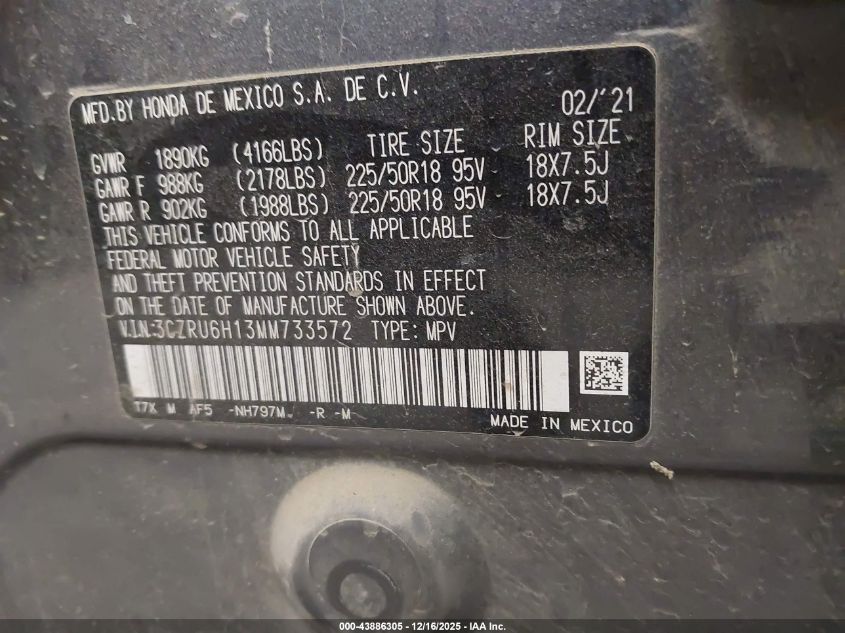 MFD.BY HONDA DE MEXICO S.A. DE C.V. 02/'21
GVWR 1890KG (4166LBS) TIRE SIZE RIM SIZE
GAWR F 988KG (2178LBS) 225/50R18 95V 18X7.5J
GAWR R 902KG (1988LBS) 225/50R18 95V 18X7.5J
THIS VEHICLE CONFORMS TO ALL APPLICABLE
FEDERAL MOTOR VEHICLE SAFETY
AND THEFT PREVENTION STANDARDS IN EFFECT
ON THE DATE OF MANUFACTURE SHOWN ABOVE.
V.I.N:3CZRU6H13MM733572 TYPE: MPV
T7X M AF5 -NH797M -R -M
MADE IN MEXICO
000-43886305 - 12/16/2025 - IAA Inc.